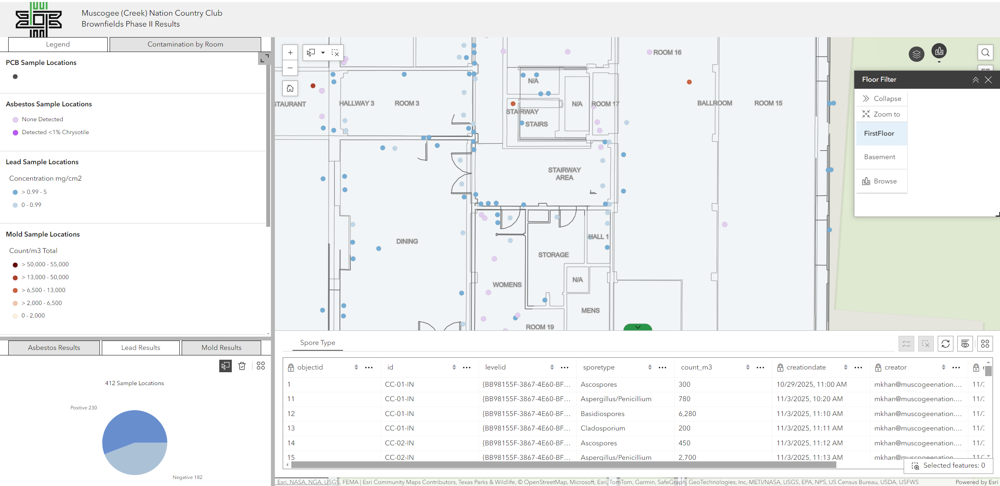 Muscogee (Creek) Nation Country Club
Brownfields Phase II Results
Legend
Contamination by Room
PCB Sample Locations
Asbestos Sample Locations
None Detected
Detected <1% Chrysotile
Lead Sample Locations
Concentration mg/cm2
> 0.99 - 5
0 - 0.99
Mold Sample Locations
Count/m3 Total
> 50,000 - 55,000
> 13,000 - 50,000
> 6,500 - 13,000
> 2,000 - 6,500
0 - 2,000
Asbestos Results
Lead Results
Mold Results
412 Sample Locations
Positive 230
Negative 182
ROOM 16
N/A
STAURANT
HALLWAY 3
ROOM 3
N/A
ROOM 17
BALLROOM
ROOM 15
STAIRWAY
STAIRS
STAIRWAY
AREA
DINING
HALL 1
STORAGE
N/A
WOMENS
MENS
ROOM 19
Floor Filter
Collapse
Zoom to
FirstFloor
Basement
Browse
Spore Type
objectid id levelid sporetype count_m3 creationdate creator e
1 CC-01-IN {BB98155F-3867-4E60-BF... Ascospores 300 10/29/2025, 11:00 AM mkhan@muscogeenation.... 11/3
11 CC-01-IN {BB98155F-3867-4E60-BF... Aspergillus/Penicillium 780 11/3/2025, 10:20 AM mkhan@muscogeenation.... 11/3
12 CC-01-IN {BB98155F-3867-4E60-BF... Basidiospores 6,280 11/3/2025, 11:10 AM mkhan@muscogeenation.... 11/3
13 CC-01-IN {BB98155F-3867-4E60-BF... Cladosporium 200 11/3/2025, 11:11 AM mkhan@muscogeenation.... 11/3
14 CC-02-IN {BB98155F-3867-4E60-BF... Ascospores 450 11/3/2025, 11:12 AM mkhan@muscogeenation.... 11/3
15 CC-02-IN {BB98155F-3867-4E60-BF... Aspergillus/Penicillium 2,700 11/3/2025, 11:13 AM mkhan@muscogeenation
Selected features: 0
Esri, NASA, NGA, USGS, FEMA | Esri Community Maps Contributors, Texas Parks & Wildlife, © OpenStreetMap, Microsoft, Esri, TomTom, Garmin, SafeGraph, GeoTechnologies, Inc, METI/NASA, USGS, EPA, NPS, US Census Bureau, USDA, USFWS
Powered by Esri